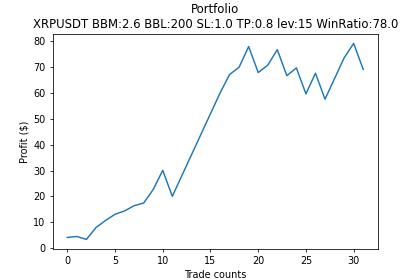 Portfolio
XRPUSDT BBM:2.6 BBL:200 SL:1.0 TP:0.8 lev:15 WinRatio:78.0
80
70
60
50
40
30
20
10
0
Profit ($)
0 5 10 15 20 25 30
Trade counts